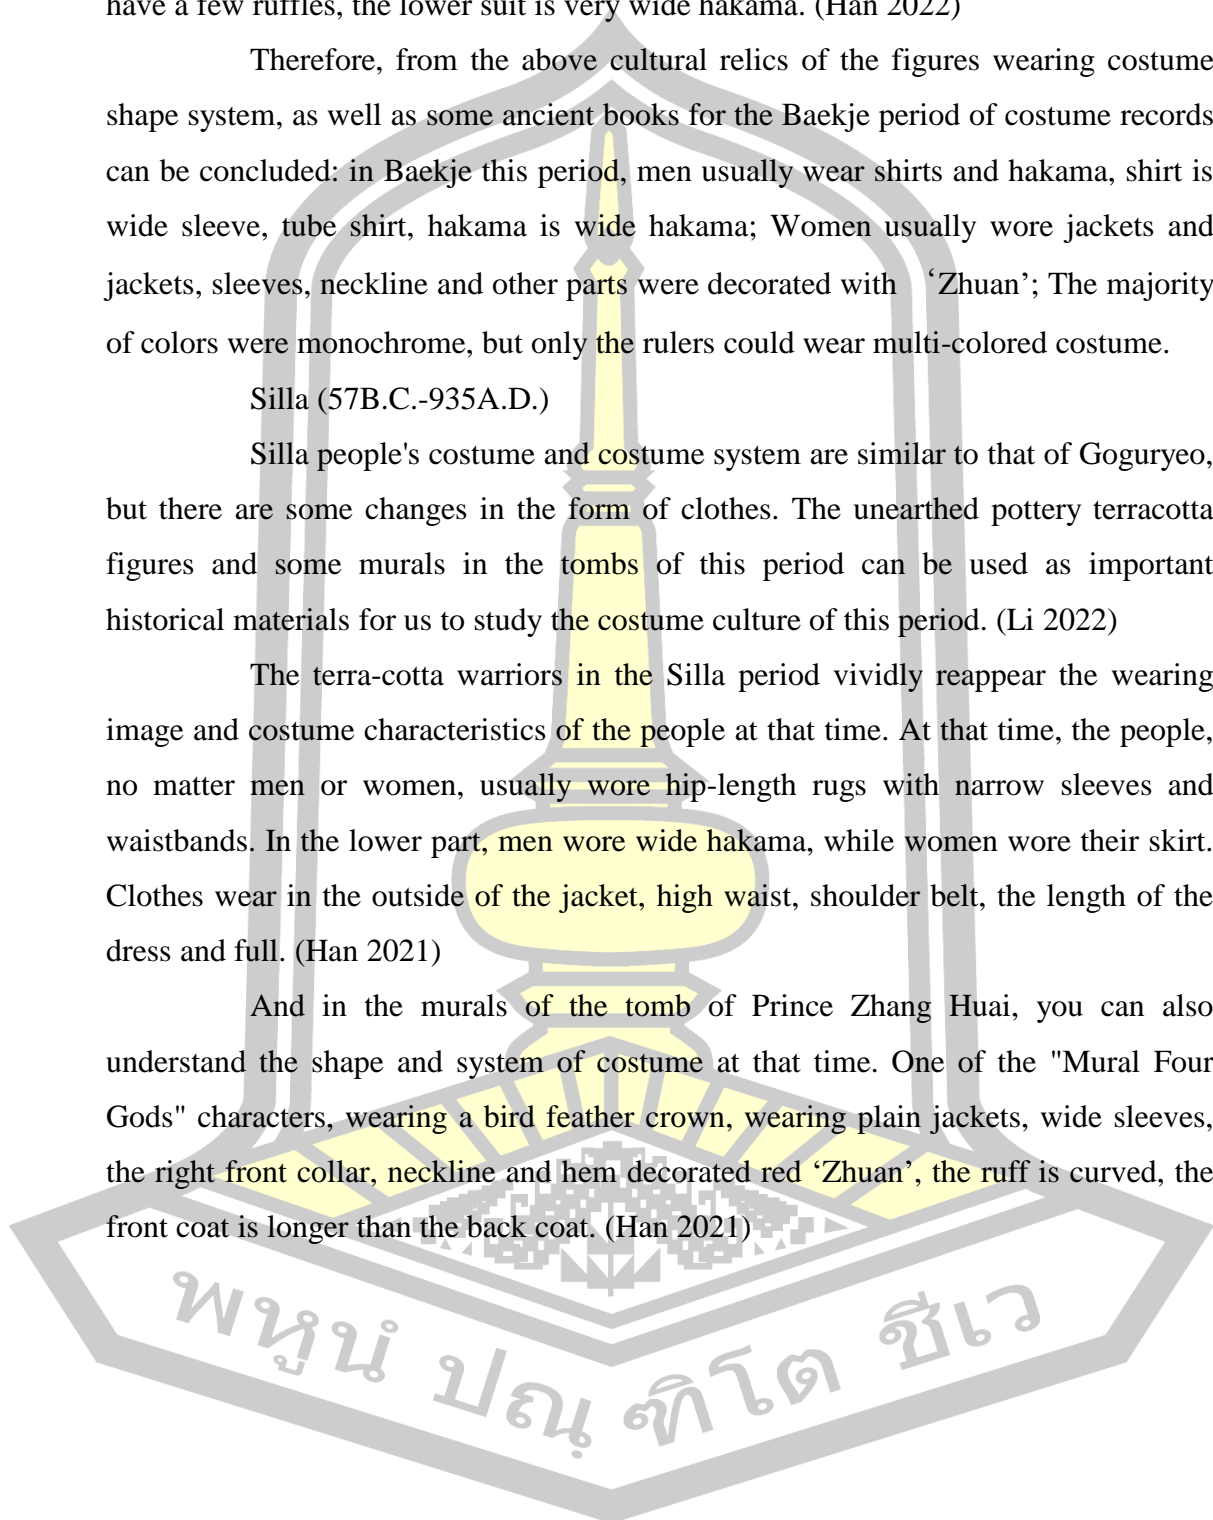 have a few ruffles, the lower suit is very wide hakama. (Han 2022)
Therefore, from the above cultural relics of the figures wearing costume
shape system, as well as some ancient books for the Baekje period of costume records
can be concluded: in Baekje this period, men usually wear shirts and hakama, shirt is
wide sleeve, tube shirt, hakama is wide hakama; Women usually wore jackets and
jackets, sleeves, neckline and other parts were decorated with ‘Zhuan’; The majority
of colors were monochrome, but only the rulers could wear multi-colored costume.
Silla (57B.C.-935A.D.)
Silla people's costume and costume system are similar to that of Goguryeo,
but there are some changes in the form of clothes. The unearthed pottery terracotta
figures and some murals in the tombs of this period can be used as important
historical materials for us to study the costume culture of this period. (Li 2022)
The terra-cotta warriors in the Silla period vividly reappear the wearing
image and costume characteristics of the people at that time. At that time, the people,
no matter men or women, usually wore hip-length rugs with narrow sleeves and
waistbands. In the lower part, men wore wide hakama, while women wore their skirt.
Clothes wear in the outside of the jacket, high waist, shoulder belt, the length of the
dress and full. (Han 2021)
And in the murals of the tomb of Prince Zhang Huai, you can also
understand the shape and system of costume at that time. One of the "Mural Four
Gods" characters, wearing a bird feather crown, wearing plain jackets, wide sleeves,
the right front collar, neckline and hem decorated red ‘Zhuan’, the ruff is curved, the
front coat is longer than the back coat. (Han 2021)
พหูนํ ปณฺฑิโต ชีเว